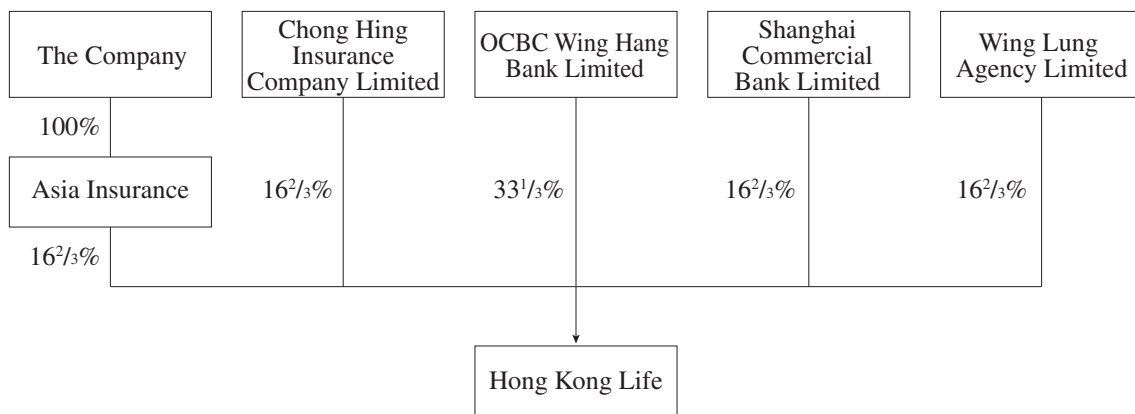 The Company
Chong Hing
Insurance
Company Limited
OCBC Wing Hang
Bank Limited
Shanghai
Commercial
Bank Limited
Wing Lung
Agency Limited
100%
Asia Insurance
16²/₃%
16²/₃%
33¹/₃%
16²/₃%
16²/₃%
Hong Kong Life